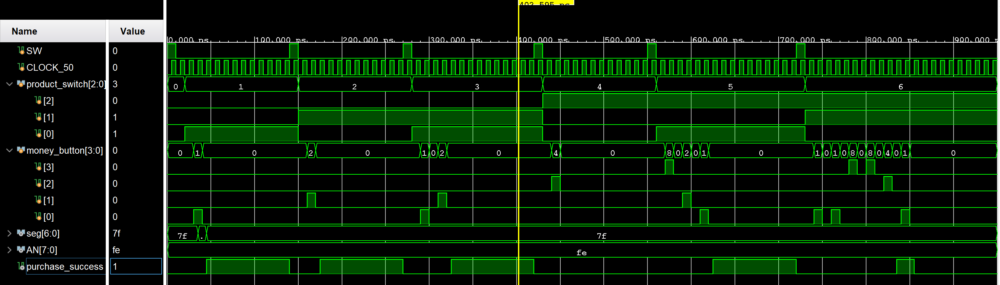 402.595 ns
Name Value 0.000 ns 100.000 ns 200.000 ns 300.000 ns 400.000 ns 500.000 ns 600.000 ns 700.000 ns 800.000 ns 900.000 n
SW 0
CLOCK_50 0
product_switch[2:0] 3 0 1 2 3 4 5 6
[2] 0
[1] 1
[0] 1
money_button[3:0] 0 0 1 0 2 0 1 0 2 0 4 0 8 0 2 0 1 0 1 0 1 0 8 0 8 0 4 0 1 0
[3] 0
[2] 0
[1] 0
[0] 0
seg[6:0] 7f 7f . 7f
AN[7:0] fe fe
purchase_success 1